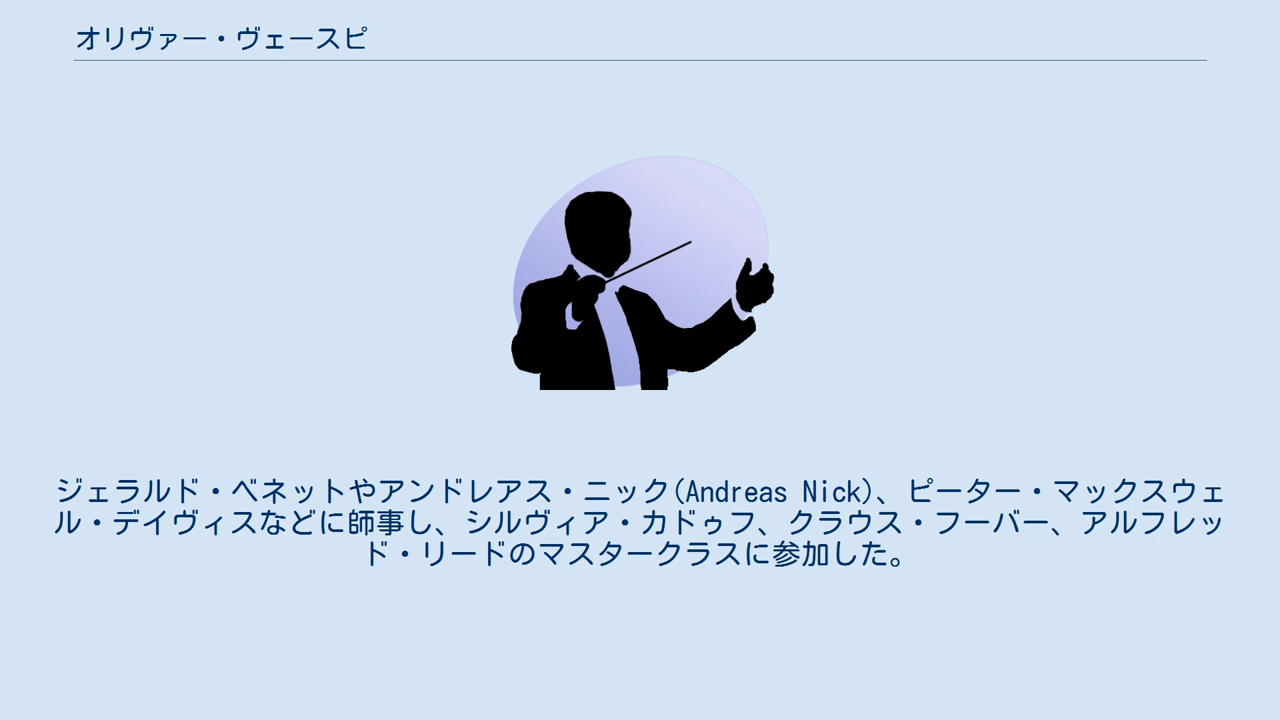 オリヴァー・ヴェースピ
ジェラルド・ベネットやアンドレアス・ニック(Andreas Nick)、ピーター・マックスウェ
ル・デイヴィスなどに師事し、シルヴィア・カドゥフ、クラウス・フーバー、アルフレッ
ド・リードのマスタークラスに参加した。